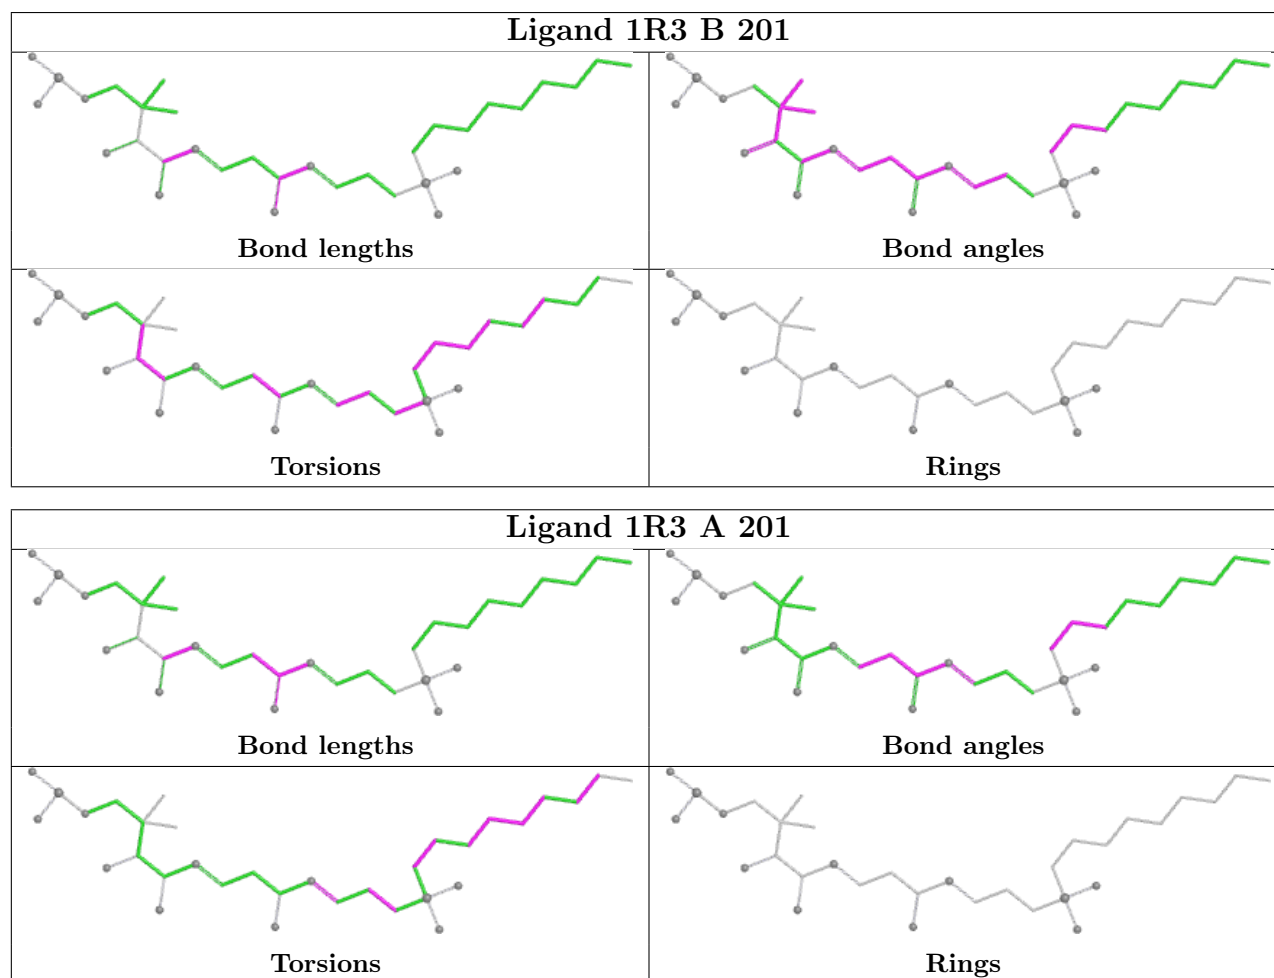 Ligand 1R3 B 201
Bond lengths
Bond angles
Torsions
Rings
Ligand 1R3 A 201
Bond lengths
Bond angles
Torsions
Rings